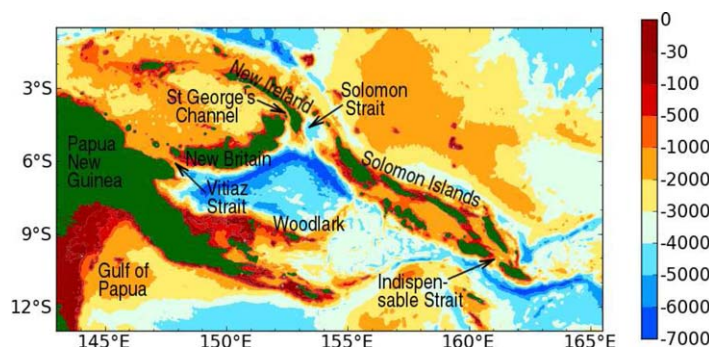 0
-30
-100
-500
-1000
-2000
-3000
-4000
-5000
-6000
-7000
3°S
6°S
9°S
12°S
145°E
150°E
155°E
160°E
165°E
New Ireland
Solomon
Strait
St George's
Channel
Papua
New
Guinea
New Britain
Vitiaz
Strait
Solomon Islands
Woodlark
Gulf of
Papua
Indispen-
sable Strait